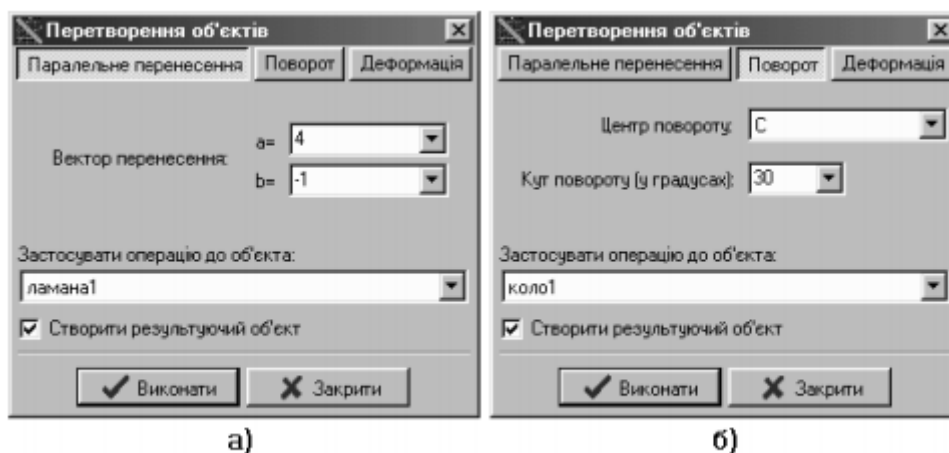 Перетворення об'єктів
Паралельне перенесення Поворот Деформація
Вектор перенесення:
a= 4
b= -1
Застосувати операцію до об'єкта:
ламана1
Створити результуючий об'єкт
Виконати Закрити
а)
Перетворення об'єктів
Паралельне перенесення Поворот Деформація
Центр повороту: C
Кут повороту (у градусах): 30
Застосувати операцію до об'єкта:
коло1
Створити результуючий об'єкт
Виконати Закрити
б)